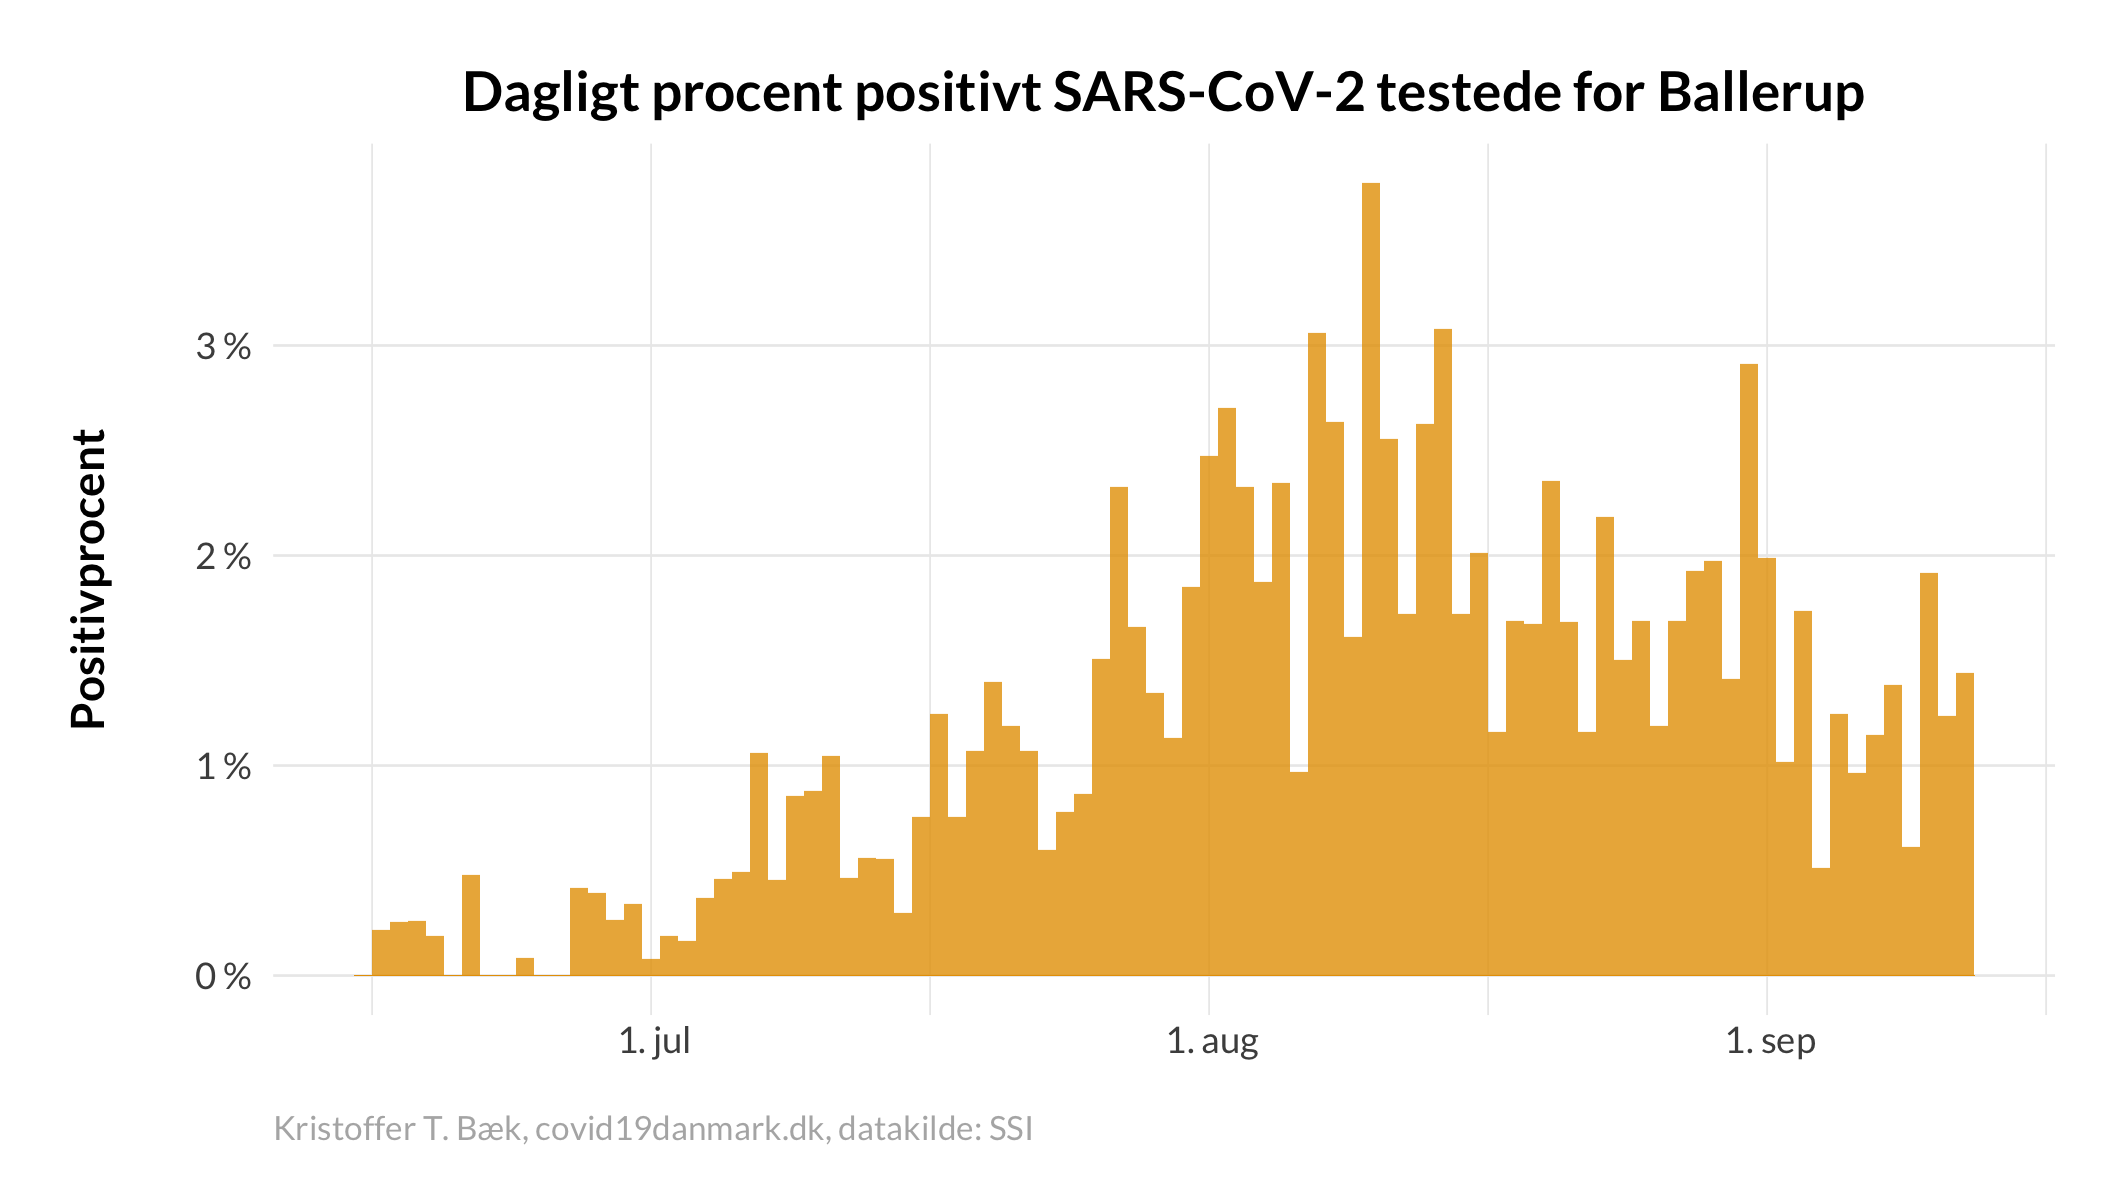 Dagligt procent positivt SARS-CoV-2 testede for Ballerup
Positivprocent
3 %
2 %
1 %
0 %
1. jul
1. aug
1. sep
Kristoffer T. Bæk, covid19danmark.dk, datakilde: SSI